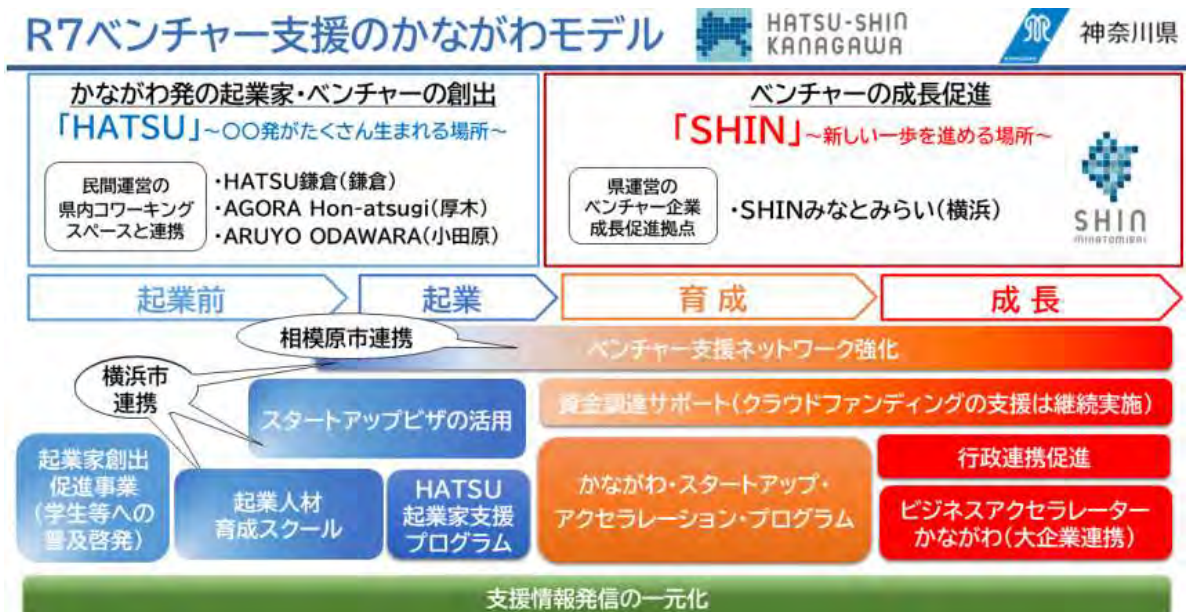 R7ベンチャー支援のかながわモデル
HATSU-SHIN
KANAGAWA
神奈川県
かながわ発の起業家・ベンチャーの創出
「HATSU」~〇〇発がたくさん生まれる場所~
民間運営の
県内コワーキング
スペースと連携
・HATSU鎌倉(鎌倉)
・AGORA Hon-atsugi(厚木)
・ARUYO ODAWARA(小田原)
ベンチャーの成長促進
「SHIN」~新しい一歩を進める場所~
県運営の
ベンチャー企業
成長促進拠点
・SHINみなとみらい(横浜)
SHIN
MINATOMIRAI
起業前
起業
育成
成長
相模原市連携
ベンチャー支援ネットワーク強化
横浜市
連携
スタートアップビザの活用
資金調達サポート(クラウドファンディングの支援は継続実施)
起業家創出
促進事業
(学生等への
普及啓発)
起業人材
育成スクール
HATSU
起業家支援
プログラム
かながわ・スタートアップ・
アクセラレーション・プログラム
行政連携促進
ビジネスアクセラレーター
かながわ(大企業連携)
支援情報発信の一元化